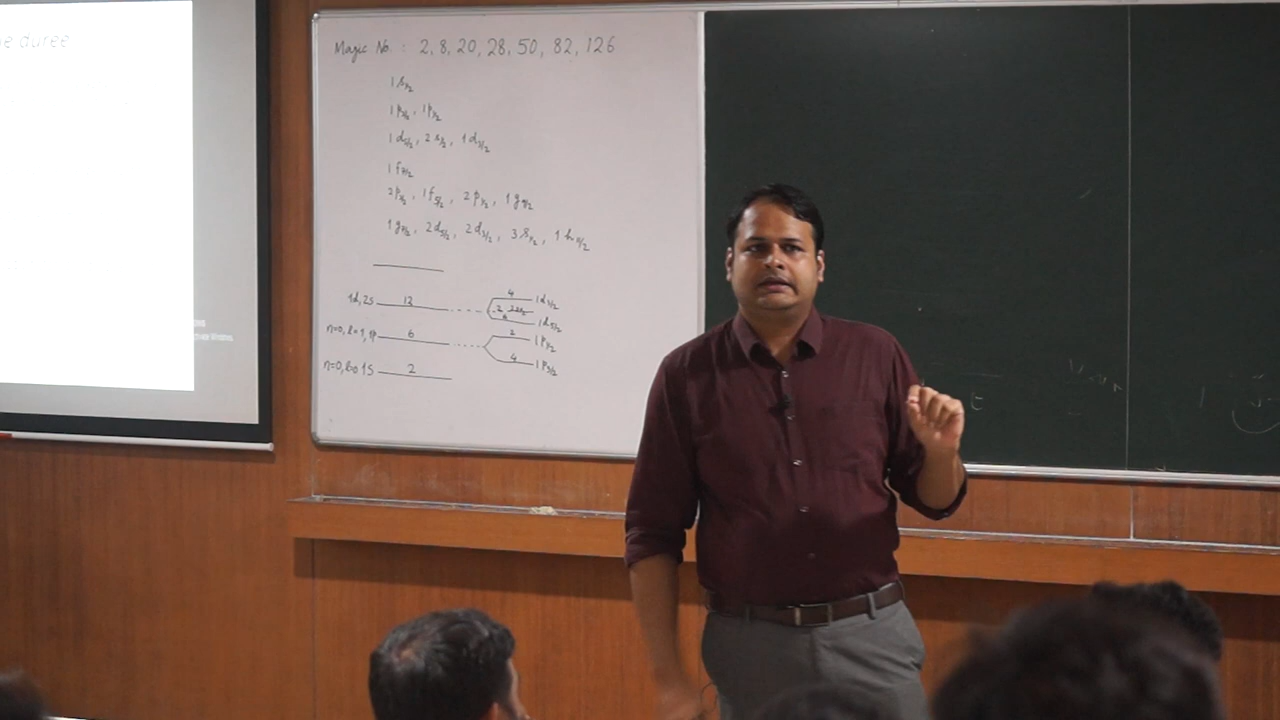 e duree
Magic No. : 2, 8, 20, 28, 50, 82, 126
1s1/2
1p3/2, 1p1/2
1d5/2, 2s1/2, 1d3/2
1f7/2
2p3/2, 1f5/2, 2p1/2, 1g9/2
1g7/2, 2d5/2, 2d3/2, 3s1/2, 1h11/2
1d, 2s 12 4 1d3/2
2
6 1d5/2
n=0, l=1, 1p 6 2 1p1/2
4 1p3/2
n=0, l=0 1s 2